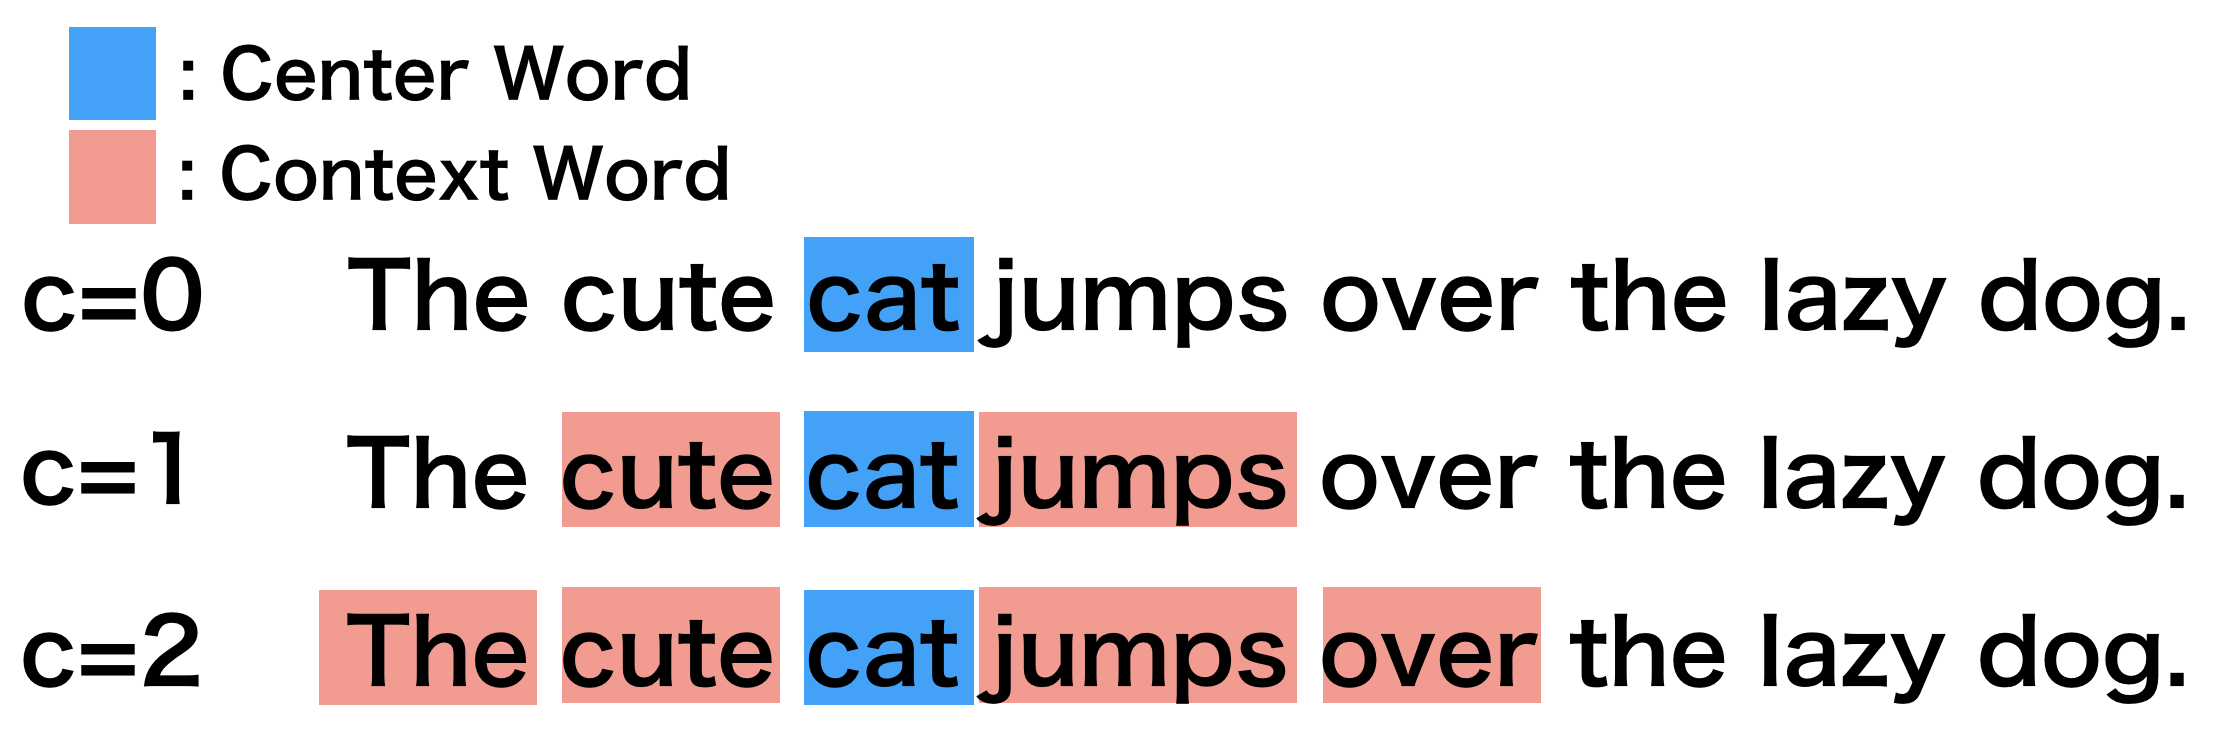 : Center Word
: Context Word
c=0 The cute cat jumps over the lazy dog.
c=1 The cute cat jumps over the lazy dog.
c=2 The cute cat jumps over the lazy dog.